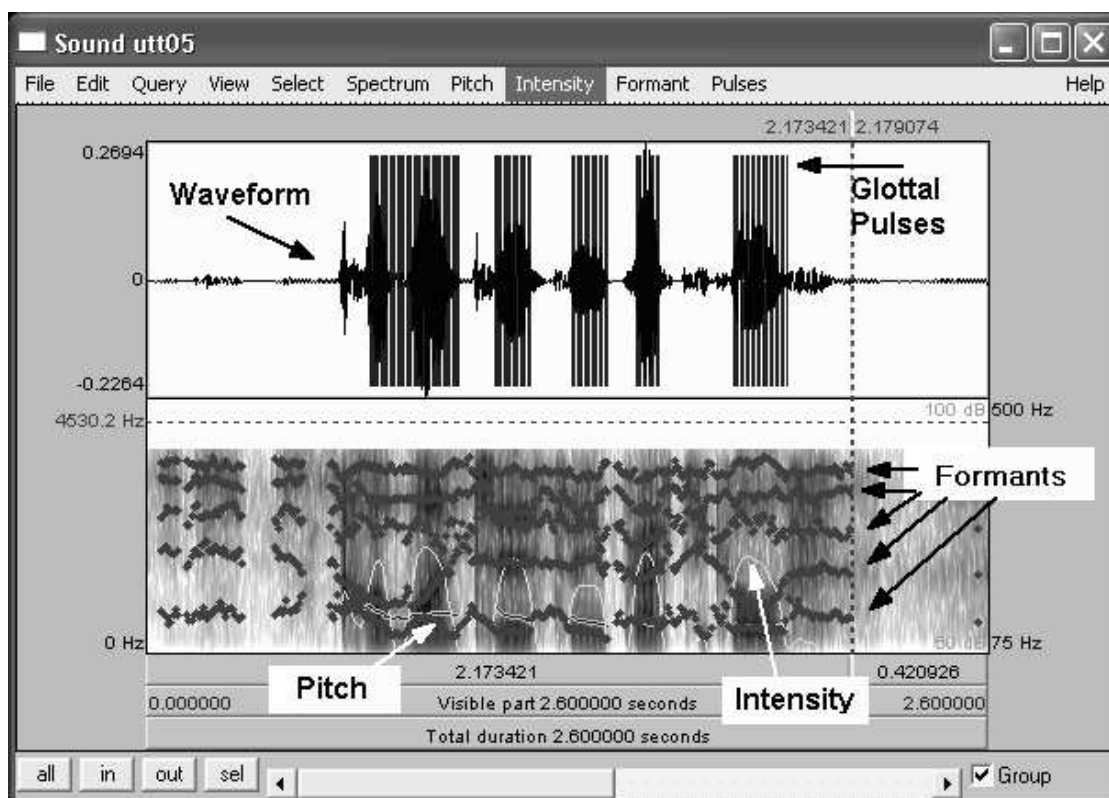 Sound utt05
File Edit Query View Select Spectrum Pitch Intensity Formant Pulses Help
2.173421 2.179074
0.2694
Waveform
Glottal
Pulses
0
-0.2264
4530.2 Hz
100 dB 500 Hz
Formants
0 Hz
50 dB 75 Hz
Pitch
Intensity
2.173421 0.420926
0.000000 Visible part 2.600000 seconds 2.600000
Total duration 2.600000 seconds
all in out sel Group